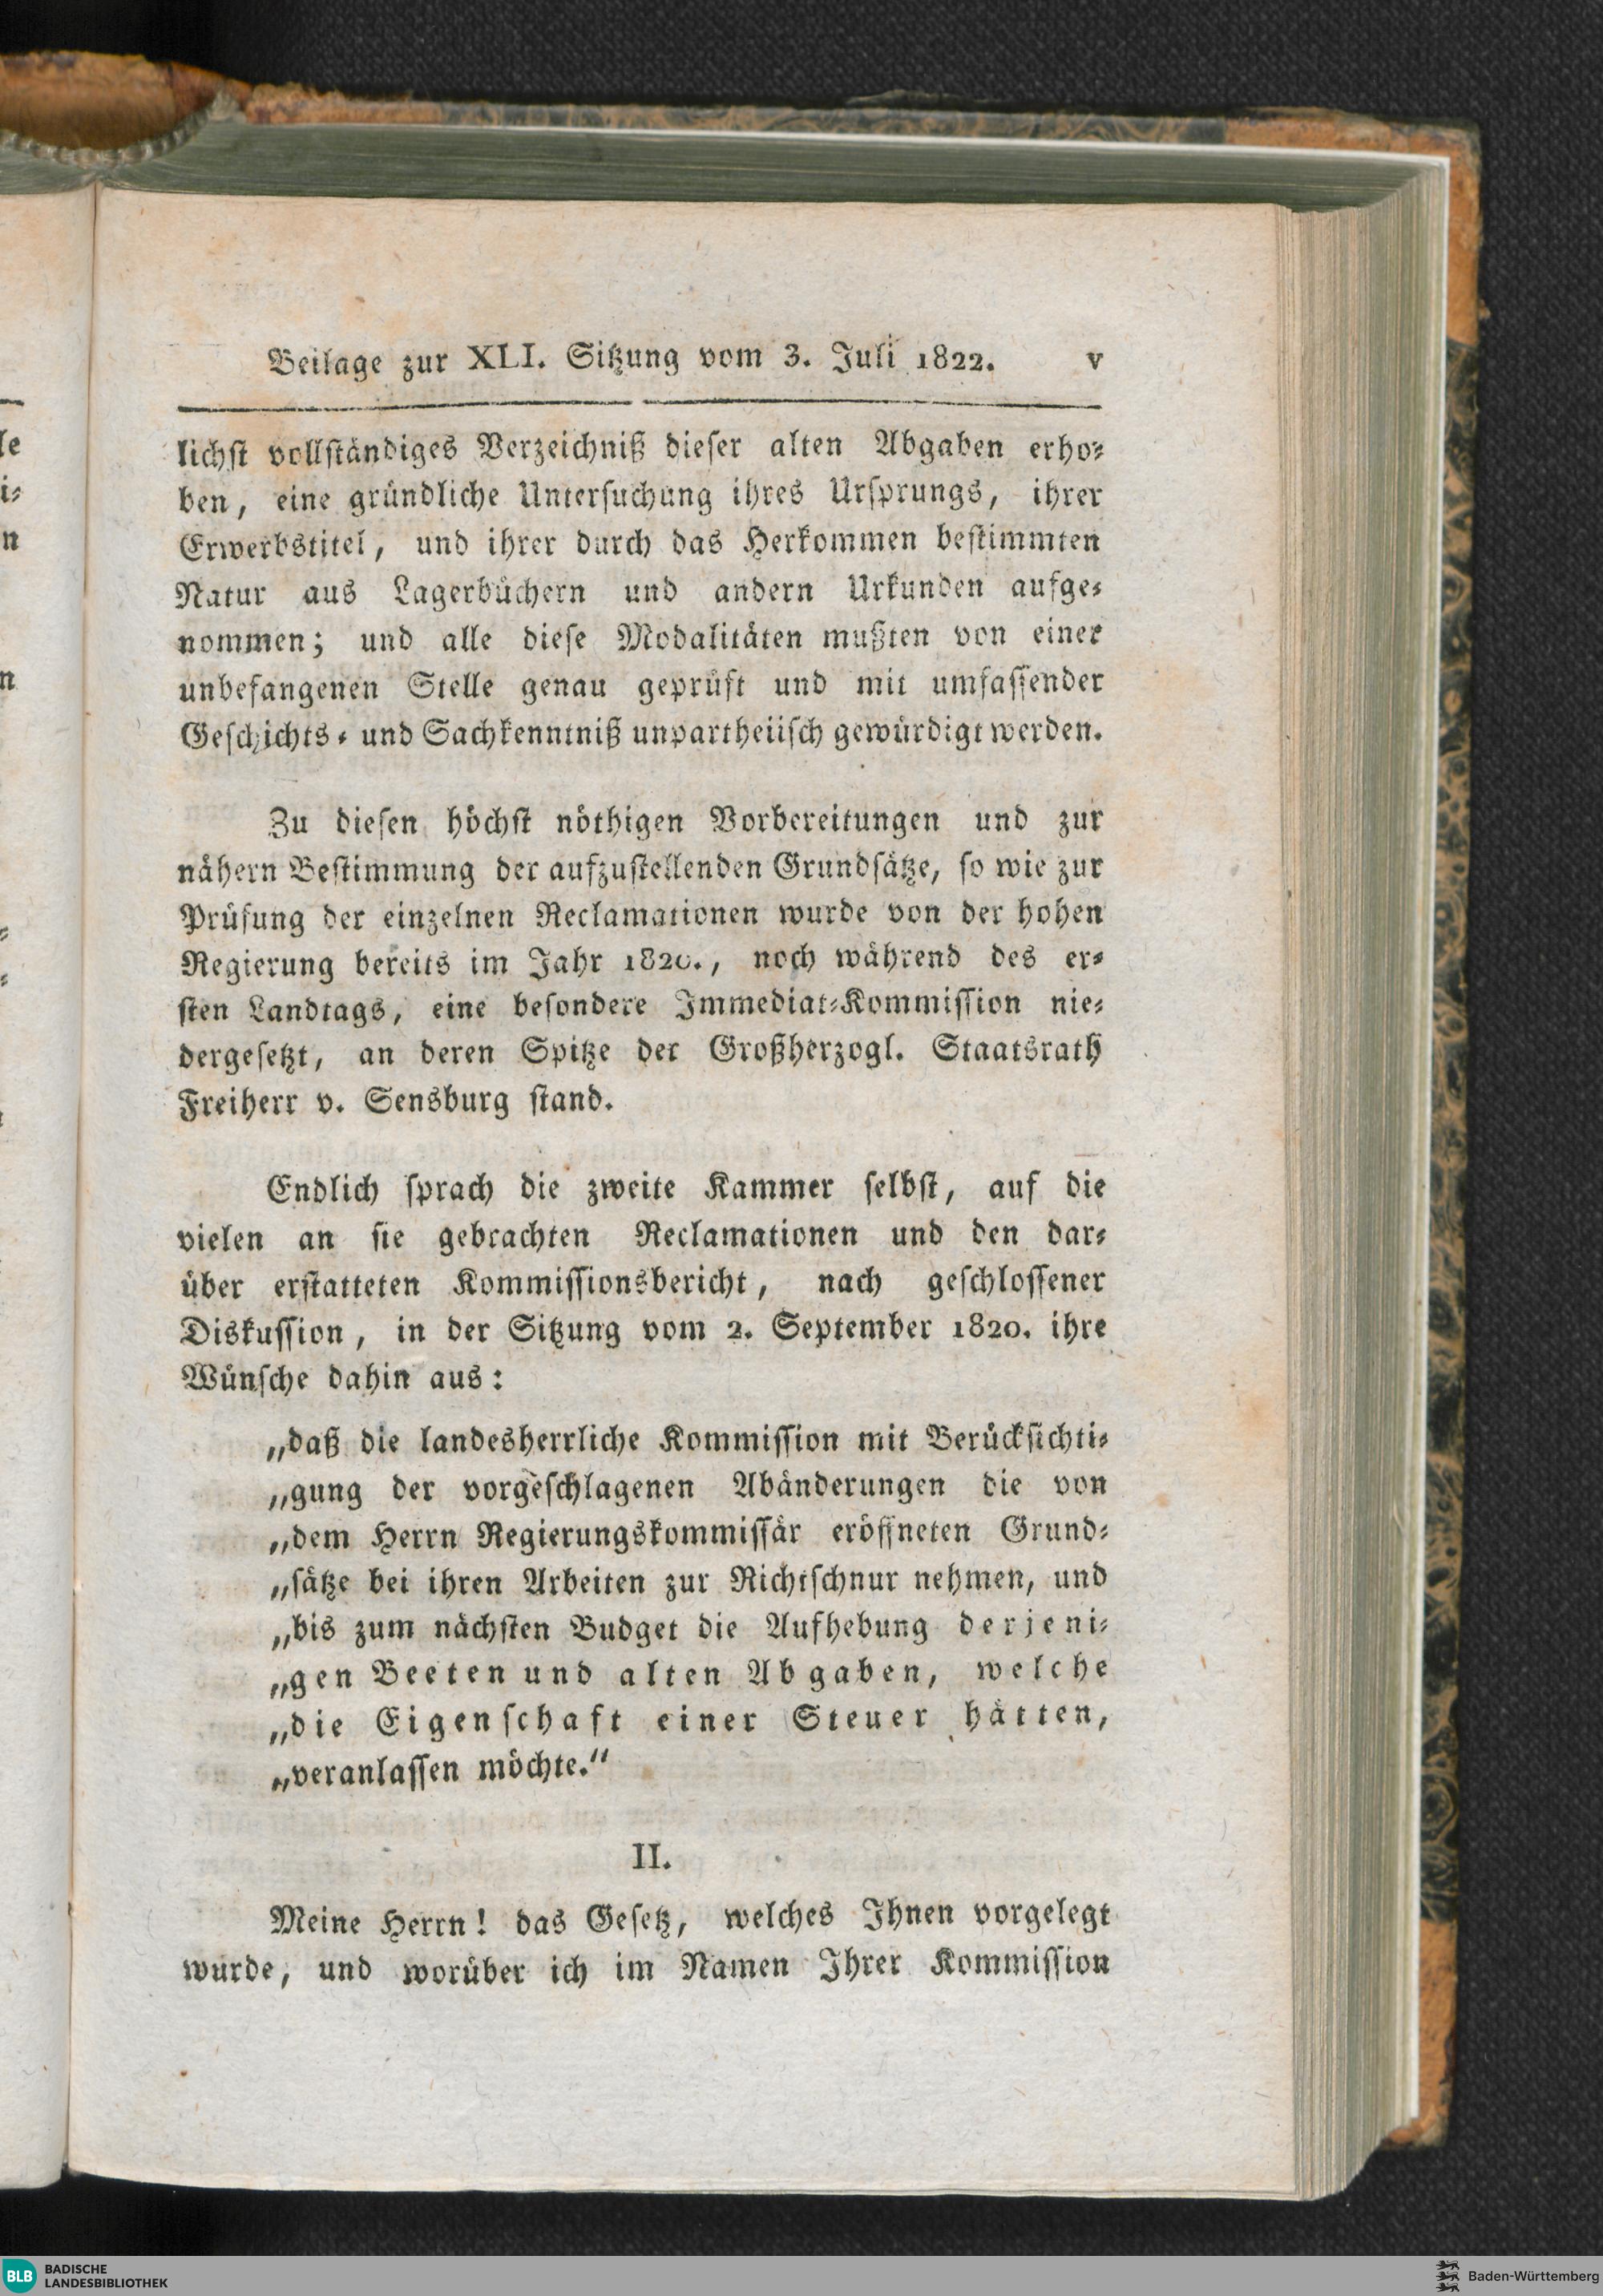 Beilage zur XLI. Sitzung vom 3. Juli 1822. v
lichst vollständiges Verzeichniß dieser alten Abgaben erho-
ben, eine gründliche Untersuchung ihres Ursprungs, ihrer
Erwerbstitel, und ihrer durch das Herkommen bestimmten
Natur aus Lagerbüchern und andern Urkunden aufge-
nommen; und alle diese Modalitäten mußten von einer
unbefangenen Stelle genau geprüft und mit umfassender
Geschichts- und Sachkenntniß unpartheiisch gewürdigt werden.
Zu diesen höchst nöthigen Vorbereitungen und zur
nähern Bestimmung der aufzustellenden Grundsätze, so wie zur
Prüfung der einzelnen Reclamationen wurde von der hohen
Regierung bereits im Jahr 1820., noch während des er-
sten Landtags, eine besondere Immediat-Kommission nie-
dergesetzt, an deren Spitze der Großherzogl. Staatsrath
Freiherr v. Sensburg stand.
Endlich sprach die zweite Kammer selbst, auf die
vielen an sie gebrachten Reclamationen und den dar-
über erstatteten Kommissionsbericht, nach geschlossener
Diskussion, in der Sitzung vom 2. September 1820. ihre
Wünsche dahin aus:
„daß die landesherrliche Kommission mit Berücksichti-
„gung der vorgeschlagenen Abänderungen die von
„dem Herrn Regierungskommissär eröffneten Grund-
„sätze bei ihren Arbeiten zur Richtschnur nehmen, und
„bis zum nächsten Budget die Aufhebung derjeni-
„gen Beeten und alten Abgaben, welche
„die Eigenschaft einer Steuer hätten,
„veranlassen möchte.“
II.
Meine Herrn! das Gesetz, welches Ihnen vorgelegt
wurde, und worüber ich im Namen Ihrer Kommission
BLB BADISCHE
LANDESBIBLIOTHEK
Baden-Württemberg